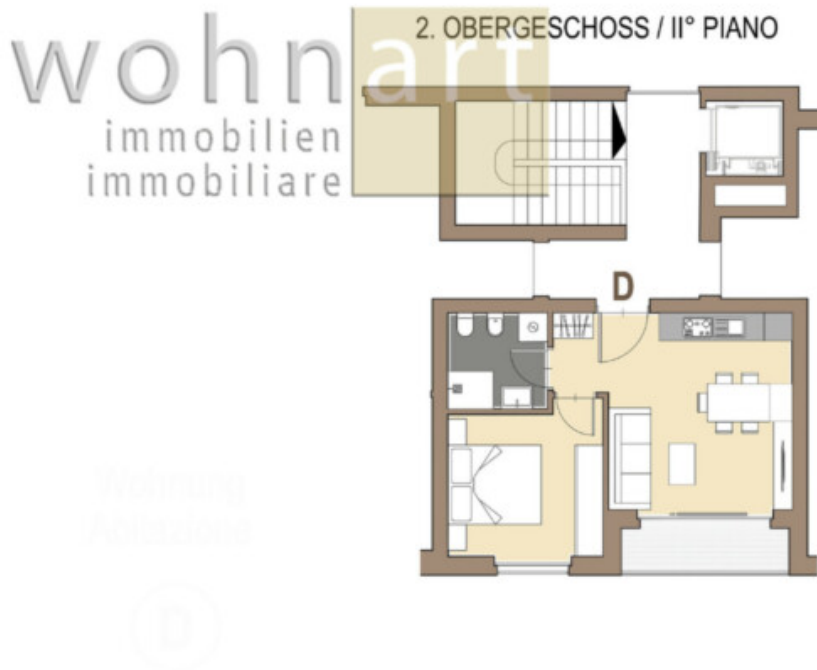 wohnart
immobilien
immobiliare
2. OBERGESCHOSS / II° PIANO
D
Wohnung
Abitazione
D